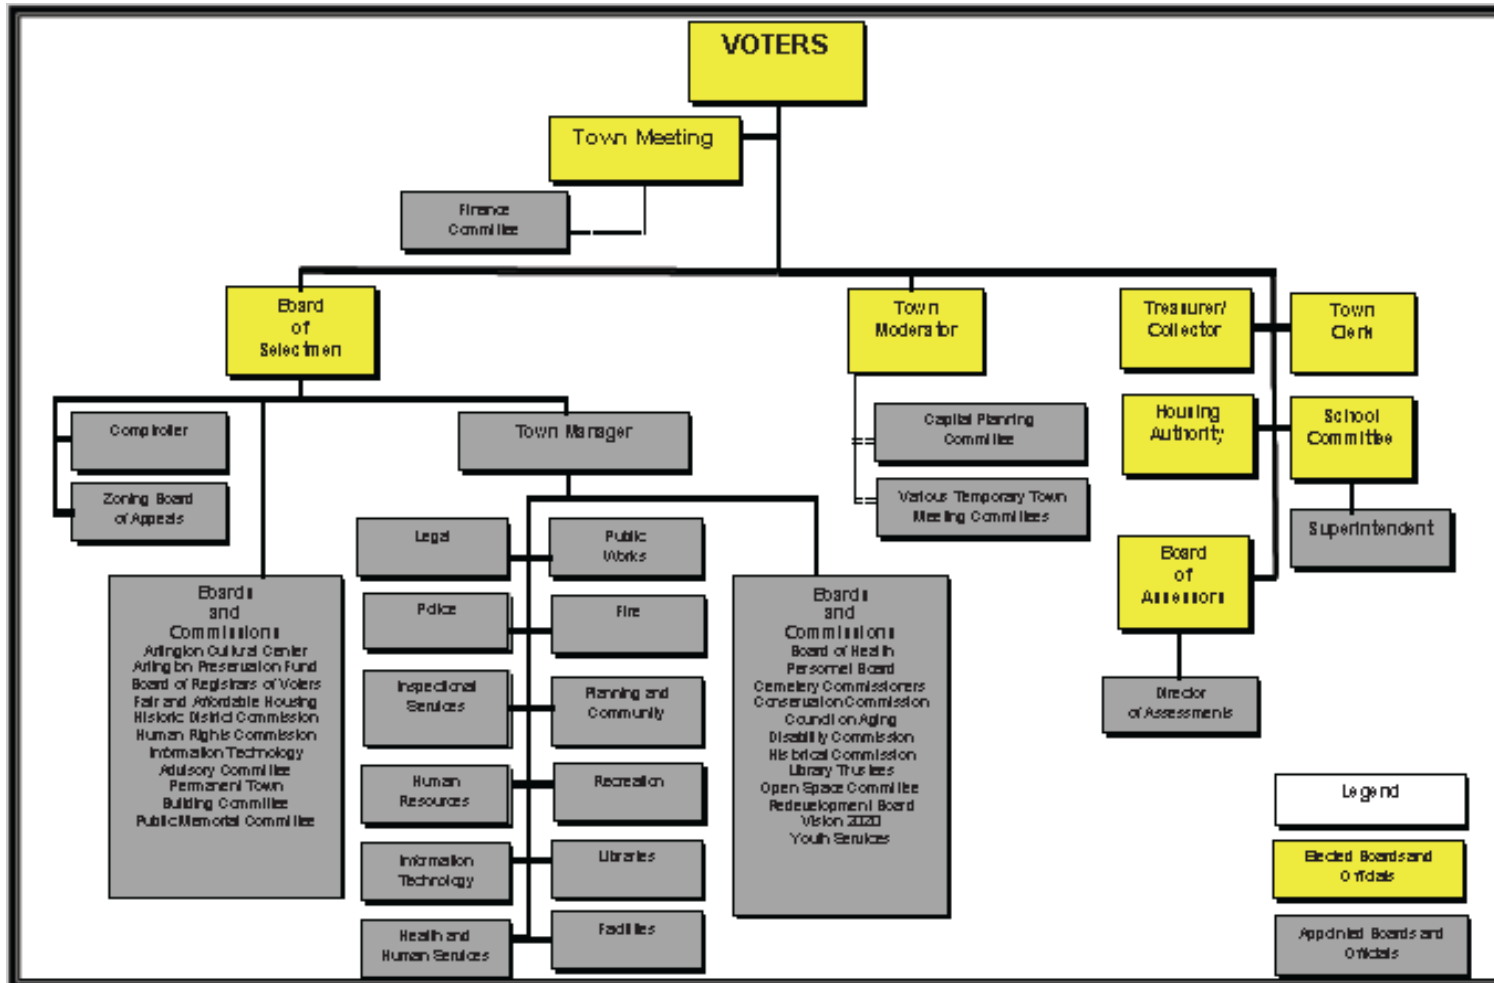 VOTERS
Town Meeting
Finance
Committee
Board
of
Selectmen
Town
Moderator
Treasurer/
Collector
Town
Clerk
Comptroller
Town Manager
Capital Planning
Committee
Housing
Authority
School
Committee
Zoning Board
of Appeals
Various Temporary Town
Meeting Committees
Superintendent
Legal
Public
Works
Board
of
Assessors
Police
Fire
Boards
and
Commissions
Arlington Cultural Center
Arlington Preservation Fund
Board of Registrars of Voters
Fair and Affordable Housing
Historic District Commission
Human Rights Commission
Information Technology
Advisory Committee
Permanent Town
Building Committee
Public Memorial Committee
Inspectional
Services
Planning and
Community
Human
Resources
Recreation
Information
Technology
Libraries
Health and
Human Services
Facilities
Boards
and
Commissions
Board of Health
Personnel Board
Cemetery Commissioners
Conservation Commission
Council on Aging
Disability Commission
Historical Commission
Library Trustees
Open Space Committee
Redevelopment Board
Vision 2020
Youth Services
Director
of Assessments
Legend
Elected Boards and
Officials
Appointed Boards and
Officials